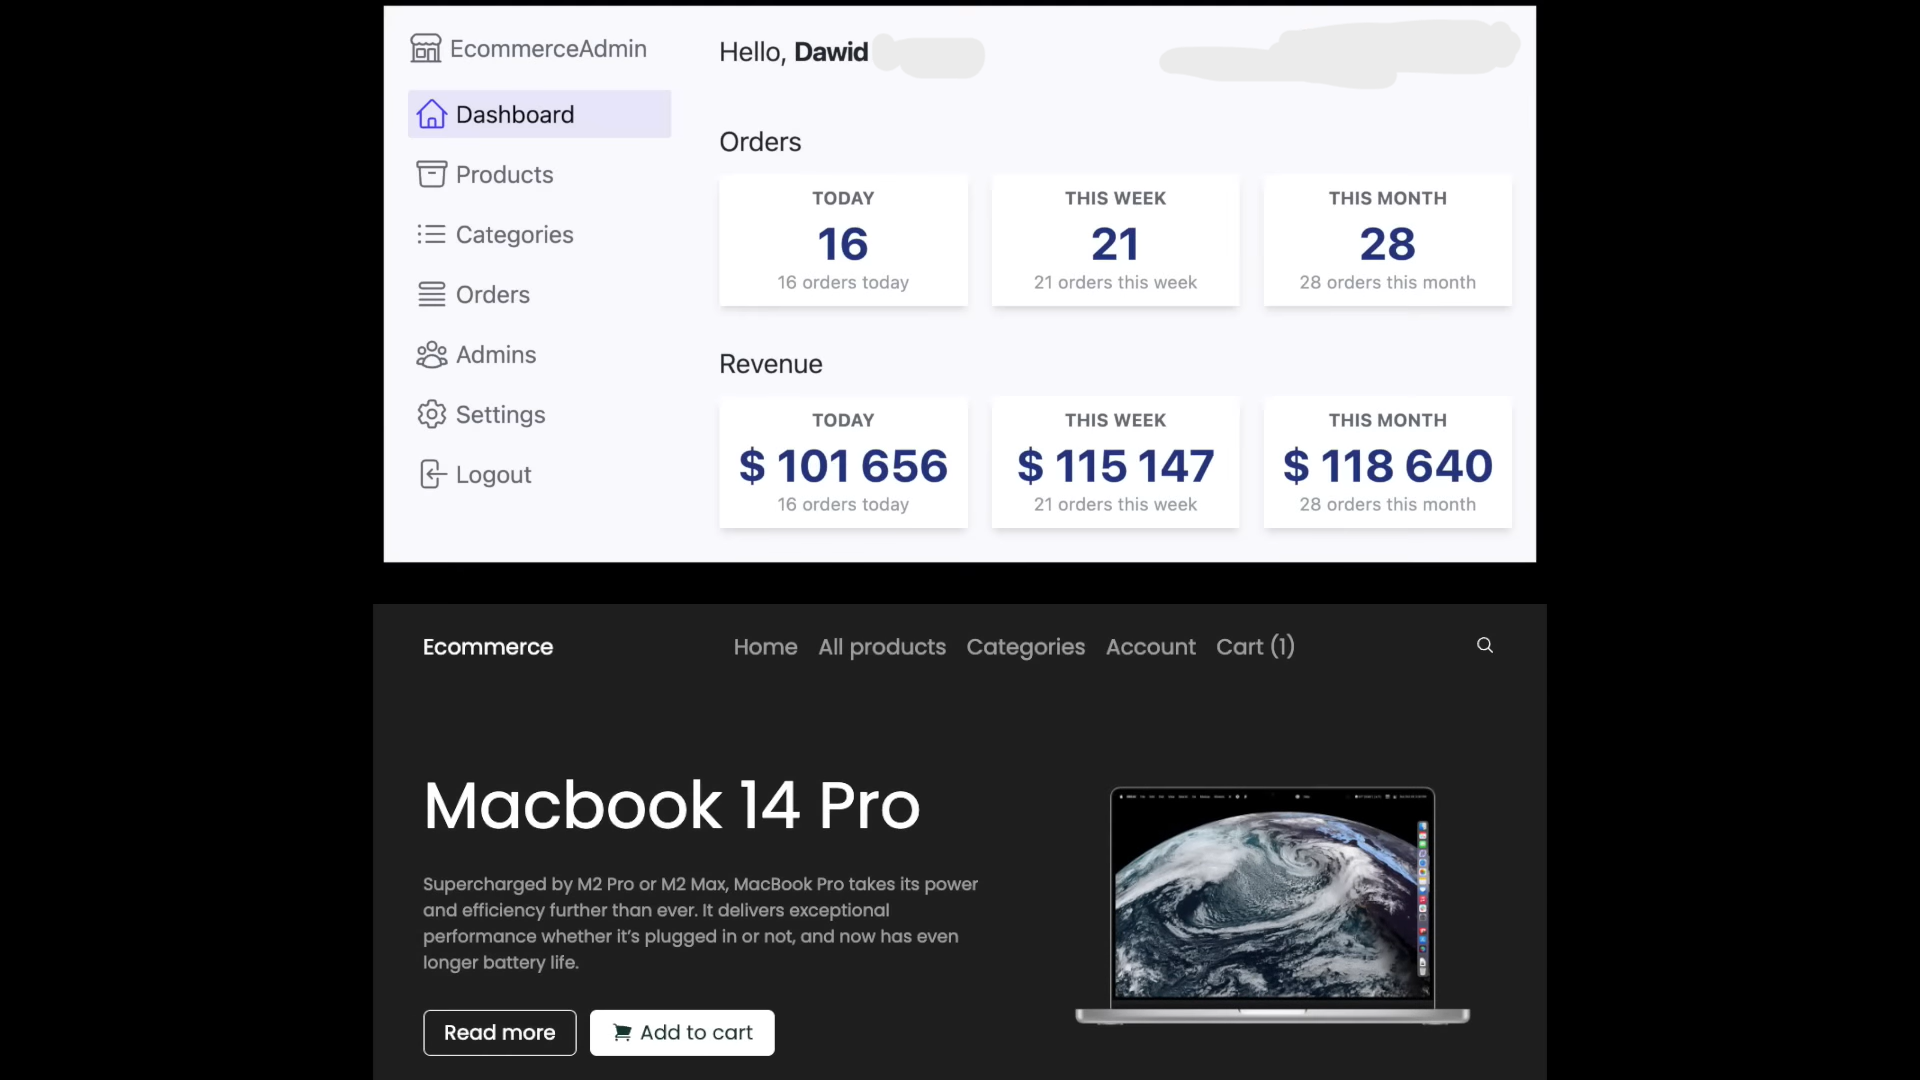 EcommerceAdmin
Dashboard
Products
Categories
Orders
Admins
Settings
Logout
Hello, Dawid
Orders
TODAY
16
16 orders today
THIS WEEK
21
21 orders this week
THIS MONTH
28
28 orders this month
Revenue
TODAY
$ 101 656
16 orders today
THIS WEEK
$ 115 147
21 orders this week
THIS MONTH
$ 118 640
28 orders this month
Ecommerce
Home
All products
Categories
Account
Cart (1)
Macbook 14 Pro
Supercharged by M2 Pro or M2 Max, MacBook Pro takes its power
and efficiency further than ever. It delivers exceptional
performance whether it’s plugged in or not, and now has even
longer battery life.
Read more
Add to cart